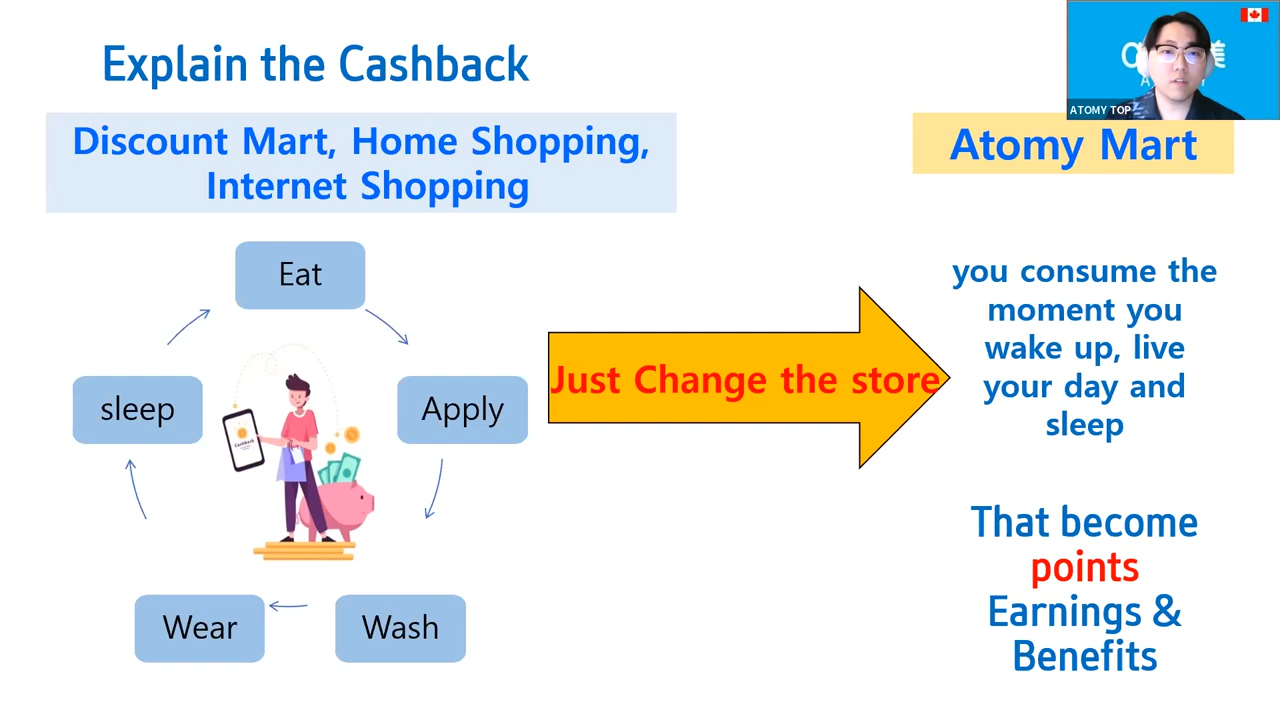 Explain the Cashback
Discount Mart, Home Shopping,
Internet Shopping
Atomy Mart
ATOMY TOP
Eat
sleep
Apply
Wear
Wash
Cashback
Just Change the store
you consume the
moment you
wake up, live
your day and
sleep
That become
points
Earnings &
Benefits